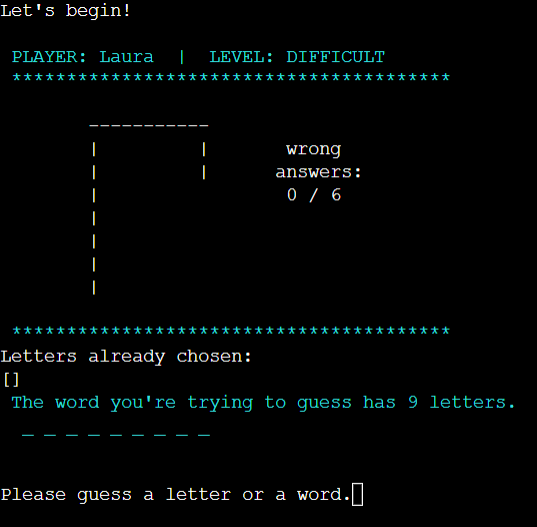 Let's begin!
PLAYER: Laura | LEVEL: DIFFICULT
****************************************
-----------
| | wrong
| | answers:
| 0 / 6
|
|
|
|
****************************************
Letters already chosen:
[]
The word you're trying to guess has 9 letters.
_ _ _ _ _ _ _ _ _
Please guess a letter or a word.